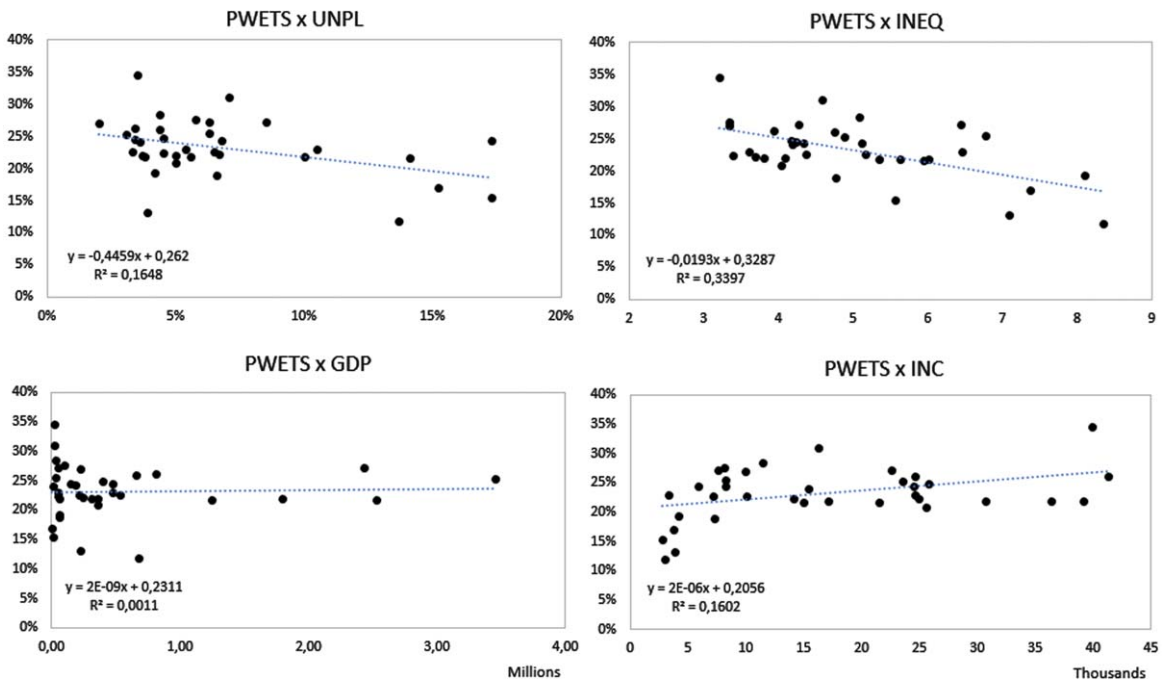 PWETS x UNPL
40%
35%
30%
25%
20%
15%
10%
5%
0%
y = -0,4459x + 0,262
R² = 0,1648
0% 5% 10% 15% 20%
PWETS x INEQ
40%
35%
30%
25%
20%
15%
10%
5%
0%
y = -0,0193x + 0,3287
R² = 0,3397
2 3 4 5 6 7 8 9
PWETS x GDP
40%
35%
30%
25%
20%
15%
10%
5%
0%
y = 2E-09x + 0,2311
R² = 0,0011
0,00 1,00 2,00 3,00 4,00
Millions
PWETS x INC
40%
35%
30%
25%
20%
15%
10%
5%
0%
y = 2E-06x + 0,2056
R² = 0,1602
0 5 10 15 20 25 30 35 40 45
Thousands